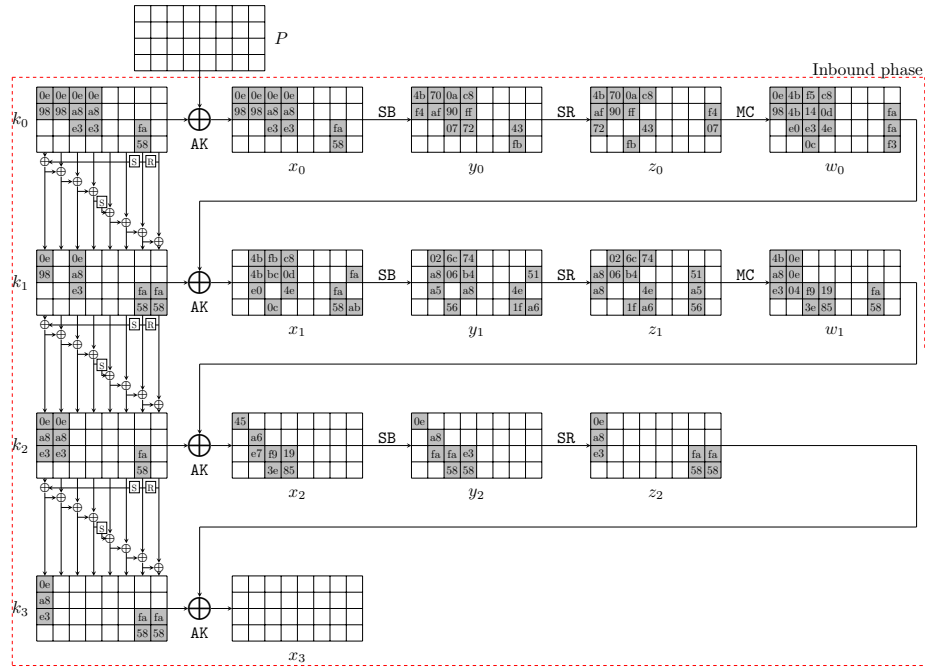 P
Inbound phase
0e 0e 0e 0e 0e 0e 0e 0e 4b 70 0a c8 4b 70 0a c8 0e 4b f5 c8
k0 98 98 a8 a8 98 98 a8 a8 SB f4 af 90 ff SR af 90 ff f4 MC 98 4b 14 0d fa
e3 e3 fa AK e3 e3 fa 07 72 43 72 43 07 e0 e3 4e fa
58 58 fb fb 0c f3
S R x0 y0 z0 w0
S
0e 0e 4b fb c8 02 6c 74 02 6c 74 4b 0e
k1 98 a8 4b bc 0d fa SB a8 06 b4 51 SR a8 06 b4 51 MC a8 0e
e3 fa fa AK e0 4e fa a5 a8 4e a8 4e a5 e3 04 f9 19 fa
58 58 0c 58 ab 56 1f a6 1f a6 56 3e 85 58
S R x1 y1 z1 w1
S
0e 0e 45 0e 0e
k2 a8 a8 a6 SB a8 SR a8
e3 e3 fa AK e7 f9 19 fa fa e3 e3 fa fa
58 3e 85 58 58 58 58
S R x2 y2 z2
S
0e
k3 a8
e3 fa fa AK
58 58
x3